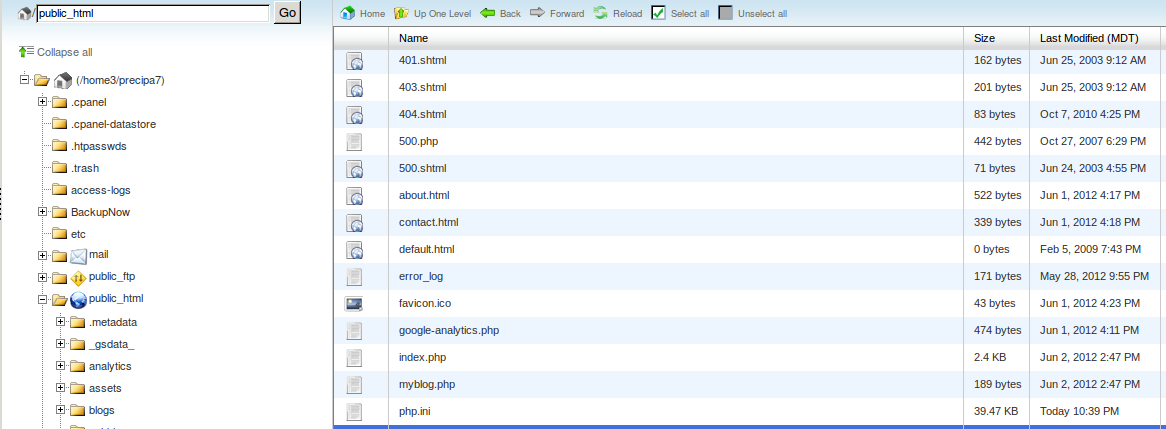 /public_html Go
Collapse all
(/home3/precipa7)
.cpanel
.cpanel-datastore
.htpasswds
.trash
access-logs
BackupNow
etc
mail
public_ftp
public_html
.metadata
_gsdata_
analytics
assets
blogs
Home Up One Level Back Forward Reload Select all Unselect all
Name Size Last Modified (MDT)
401.shtml 162 bytes Jun 25, 2003 9:12 AM
403.shtml 201 bytes Jun 25, 2003 9:12 AM
404.shtml 83 bytes Oct 7, 2010 4:25 PM
500.php 442 bytes Oct 27, 2007 6:29 PM
500.shtml 71 bytes Jun 24, 2003 4:55 PM
about.html 522 bytes Jun 1, 2012 4:17 PM
contact.html 339 bytes Jun 1, 2012 4:18 PM
default.html 0 bytes Feb 5, 2009 7:43 PM
error_log 171 bytes May 28, 2012 9:55 PM
favicon.ico 43 bytes Jun 1, 2012 4:23 PM
google-analytics.php 474 bytes Jun 1, 2012 4:11 PM
index.php 2.4 KB Jun 2, 2012 2:47 PM
myblog.php 189 bytes Jun 2, 2012 2:47 PM
php.ini 39.47 KB Today 10:39 PM